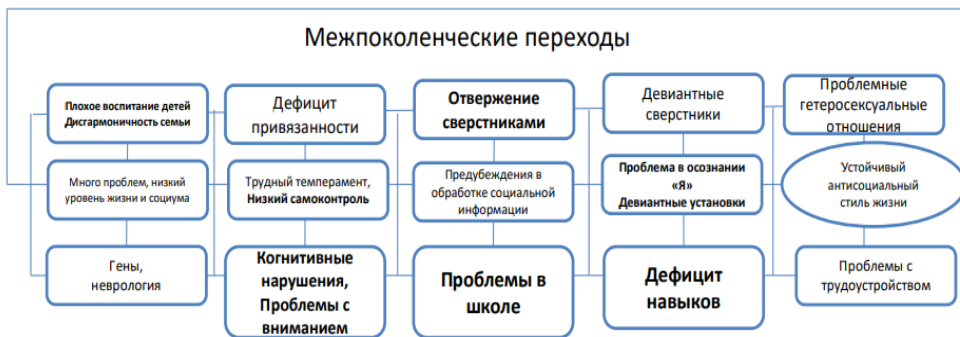 Межпоколенческие переходы
Плохое воспитание детей
Дисгармоничность семьи
Дефицит
привязанности
Отвержение
сверстниками
Девиантные
сверстники
Проблемные
гетеросексуальные
отношения
Много проблем, низкий
уровень жизни и социума
Трудный темперамент,
Низкий самоконтроль
Предубеждения в
обработке социальной
информации
Проблема в осознании
«Я»
Девиантные установки
Устойчивый
антисоциальный
стиль жизни
Гены,
неврология
Когнитивные
нарушения,
Проблемы с
вниманием
Проблемы в
школе
Дефицит
навыков
Проблемы с
трудоустройством